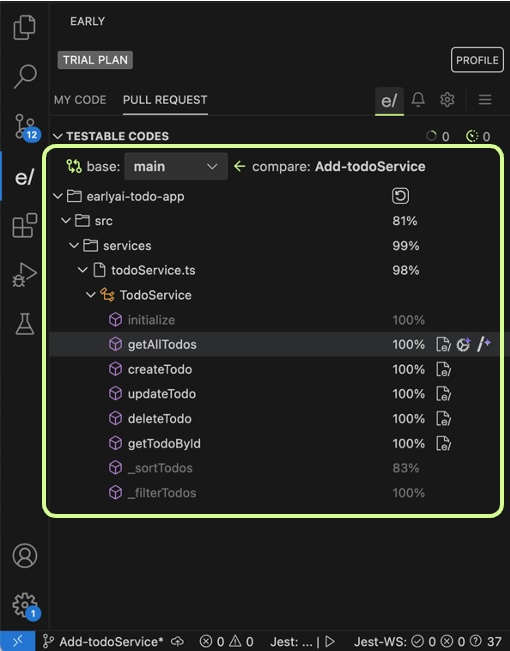 EARLY
TRIAL PLAN
PROFILE
MY CODE PULL REQUEST e/
TESTABLE CODES 0 0
12
base: main compare: Add-todoService
e/
earlyai-todo-app
src 81%
services 99%
todoService.ts 98%
TodoService
initialize 100%
getAllTodos 100%
createTodo 100%
updateTodo 100%
deleteTodo 100%
getTodoById 100%
_sortTodos 83%
_filterTodos 100%
1
Add-todoService* 0 0 Jest: ... | Jest-WS: 0 0 37